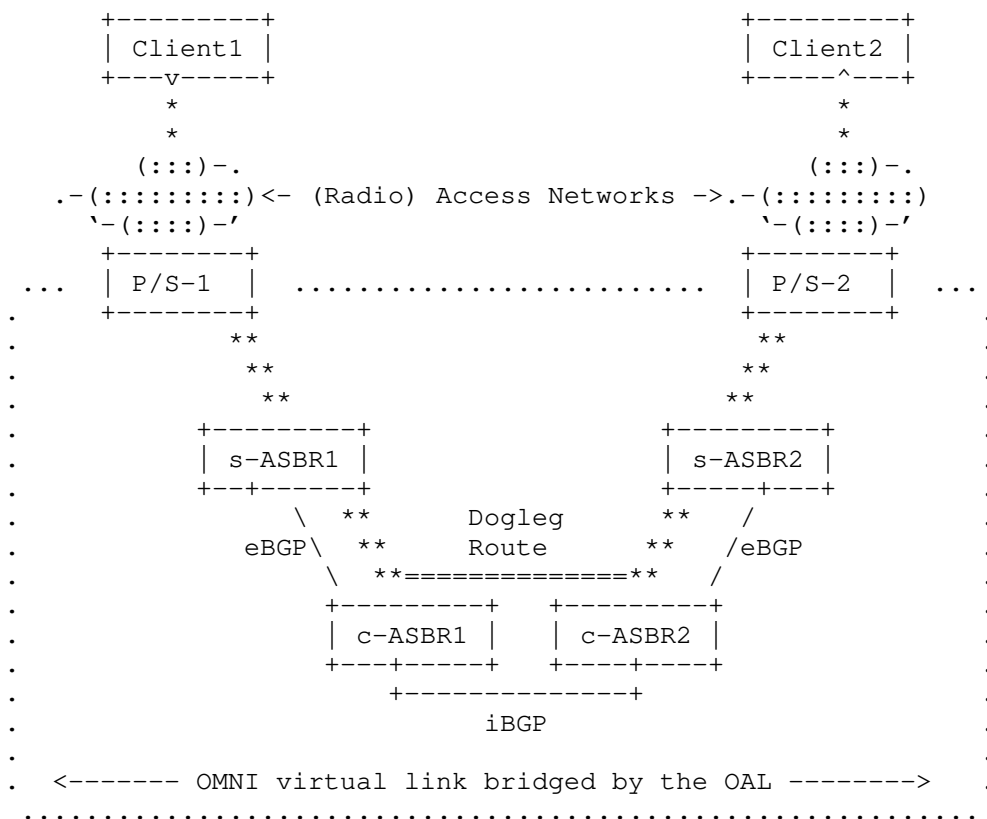 Client1 Client2
<- (Radio) Access Networks ->
P/S-1 P/S-2
s-ASBR1 s-ASBR2
Dogleg
eBGP Route eBGP
c-ASBR1 c-ASBR2
iBGP
<------- OMNI virtual link bridged by the OAL -------->